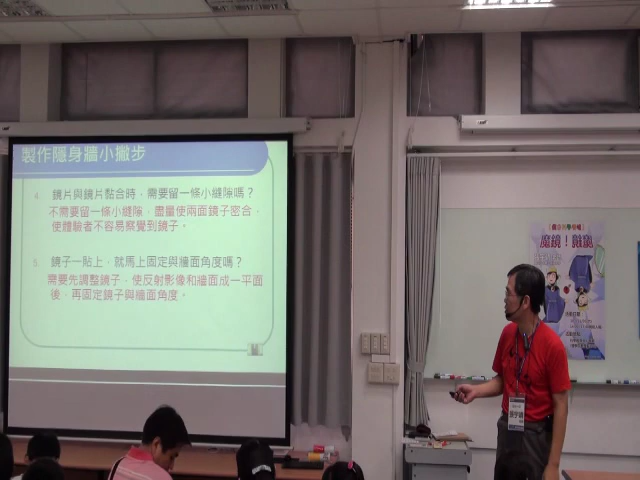 製作隱身牆小撇步
4. 鏡片與鏡片黏合時，需要留一條小縫隙嗎？
不需要留一條小縫隙，盡量使兩面鏡子密合，
使體驗者不容易察覺到鏡子。
5. 鏡子一貼上，就馬上固定與牆面角度嗎？
需要先調整鏡子，使反射影像和牆面成一平面
後，再固定鏡子與牆面角度。
魔鏡！